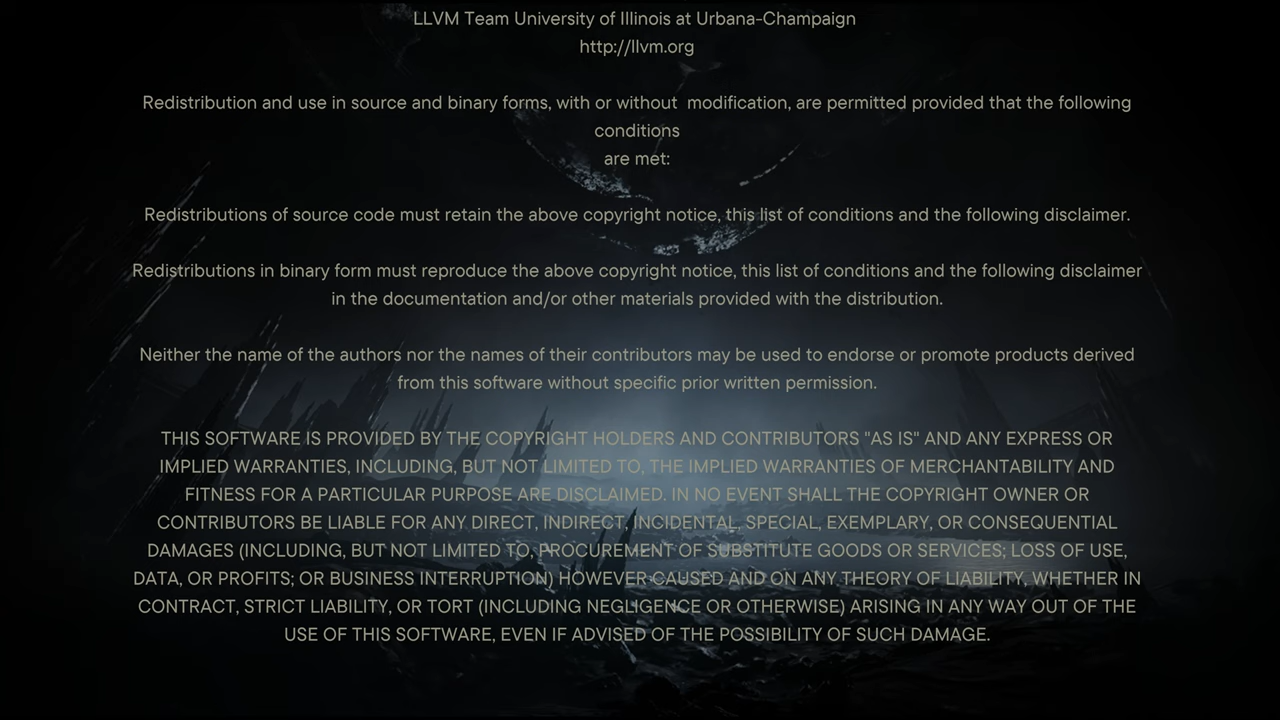 LLVM Team University of Illinois at Urbana-Champaign
http://llvm.org
Redistribution and use in source and binary forms, with or without  modification, are permitted provided that the following
conditions
are met:
Redistributions of source code must retain the above copyright notice, this list of conditions and the following disclaimer.
Redistributions in binary form must reproduce the above copyright notice, this list of conditions and the following disclaimer
in the documentation and/or other materials provided with the distribution.
Neither the name of the authors nor the names of their contributors may be used to endorse or promote products derived
from this software without specific prior written permission.
THIS SOFTWARE IS PROVIDED BY THE COPYRIGHT HOLDERS AND CONTRIBUTORS "AS IS" AND ANY EXPRESS OR
IMPLIED WARRANTIES, INCLUDING, BUT NOT LIMITED TO, THE IMPLIED WARRANTIES OF MERCHANTABILITY AND
FITNESS FOR A PARTICULAR PURPOSE ARE DISCLAIMED. IN NO EVENT SHALL THE COPYRIGHT OWNER OR
CONTRIBUTORS BE LIABLE FOR ANY DIRECT, INDIRECT, INCIDENTAL, SPECIAL, EXEMPLARY, OR CONSEQUENTIAL
DAMAGES (INCLUDING, BUT NOT LIMITED TO, PROCUREMENT OF SUBSTITUTE GOODS OR SERVICES; LOSS OF USE,
DATA, OR PROFITS; OR BUSINESS INTERRUPTION) HOWEVER CAUSED AND ON ANY THEORY OF LIABILITY, WHETHER IN
CONTRACT, STRICT LIABILITY, OR TORT (INCLUDING NEGLIGENCE OR OTHERWISE) ARISING IN ANY WAY OUT OF THE
USE OF THIS SOFTWARE, EVEN IF ADVISED OF THE POSSIBILITY OF SUCH DAMAGE.